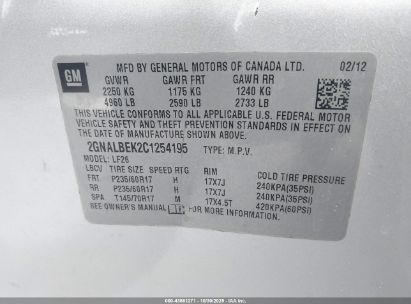 GM
MFD BY GENERAL MOTORS OF CANADA LTD. 02/12
GVWR GAWR FRT GAWR RR
2250 KG 1175 KG 1240 KG
4960 LB 2590 LB 2733 LB
THIS VEHICLE CONFORMS TO ALL APPLICABLE U.S. FEDERAL MOTOR
VEHICLE SAFETY AND THEFT PREVENTION STANDARDS IN EFFECT ON
THE DATE OF MANUFACTURE SHOWN ABOVE.
2GNALBEK2C1254195 TYPE: M.P.V.
MODEL: LF26
LBCV TIRE SIZE SPEED RTG RIM COLD TIRE PRESSURE
FRT P235/60R17 H 17X7J 240KPA(35PSI)
RR P235/60R17 H 17X7J 240KPA(35PSI)
SPA T145/70R17 M 17X4.5T 420KPA(60PSI)
SEE OWNER'S MANUAL FOR ADDITIONAL INFORMATION.